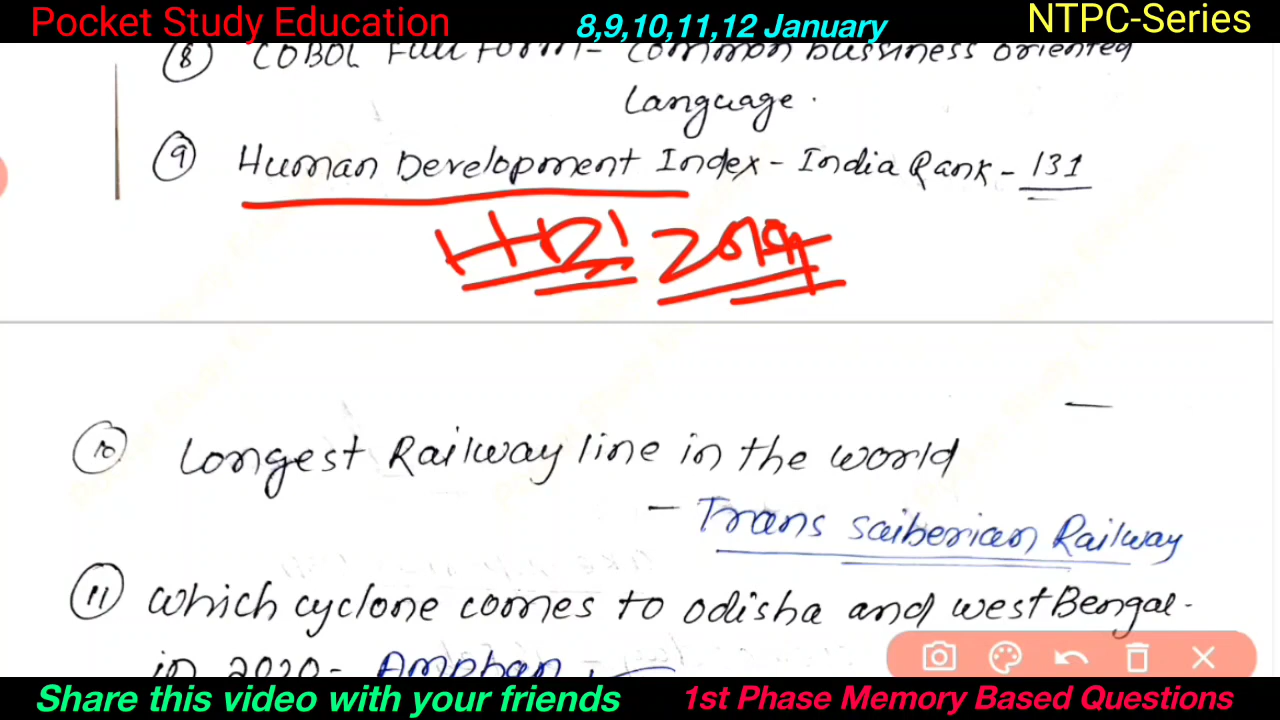 Pocket Study Education
8,9,10,11,12 January
NTPC-Series
8 COBOL Full Form- Common bussiness oriented
Language.
9 Human Development Index - India Rank - 131
HDI 2019
10 Longest Railway line in the world
- Trans saiberian Railway
11 which cyclone comes to odisha and west Bengal-
in 2020- Amphan
Share this video with your friends
1st Phase Memory Based Questions